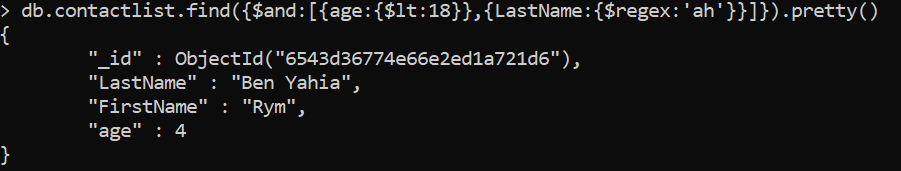 > db.contactlist.find({$and:[{age:{$lt:18}},{LastName:{$regex:'ah'}}]}).pretty()
{
"_id" : ObjectId("6543d36774e66e2ed1a721d6"),
"LastName" : "Ben Yahia",
"FirstName" : "Rym",
"age" : 4
}